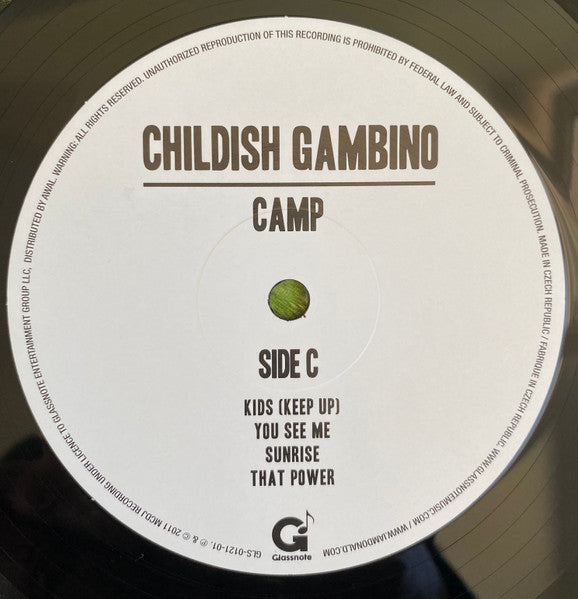 CHILDISH GAMBINO
CAMP
SIDE C
KIDS (KEEP UP)
YOU SEE ME
SUNRISE
THAT POWER
G
Glassnote
GLS-0121-01. ℗ & © 2011 MCDJ RECORDING UNDER LICENCE TO GLASSNOTE ENTERTAINMENT GROUP LLC, DISTRIBUTED BY AWAL. WARNING: ALL RIGHTS RESERVED. UNAUTHORIZED REPRODUCTION OF THIS RECORDING IS PROHIBITED BY FEDERAL LAW AND SUBJECT TO CRIMINAL PROSECUTION. MADE IN CZECH REPUBLIC / FABRIQUE IN CZECH REPUBLIC. WWW.GLASSNOTEMUSIC.COM / WWW.IAMDONALD.COM